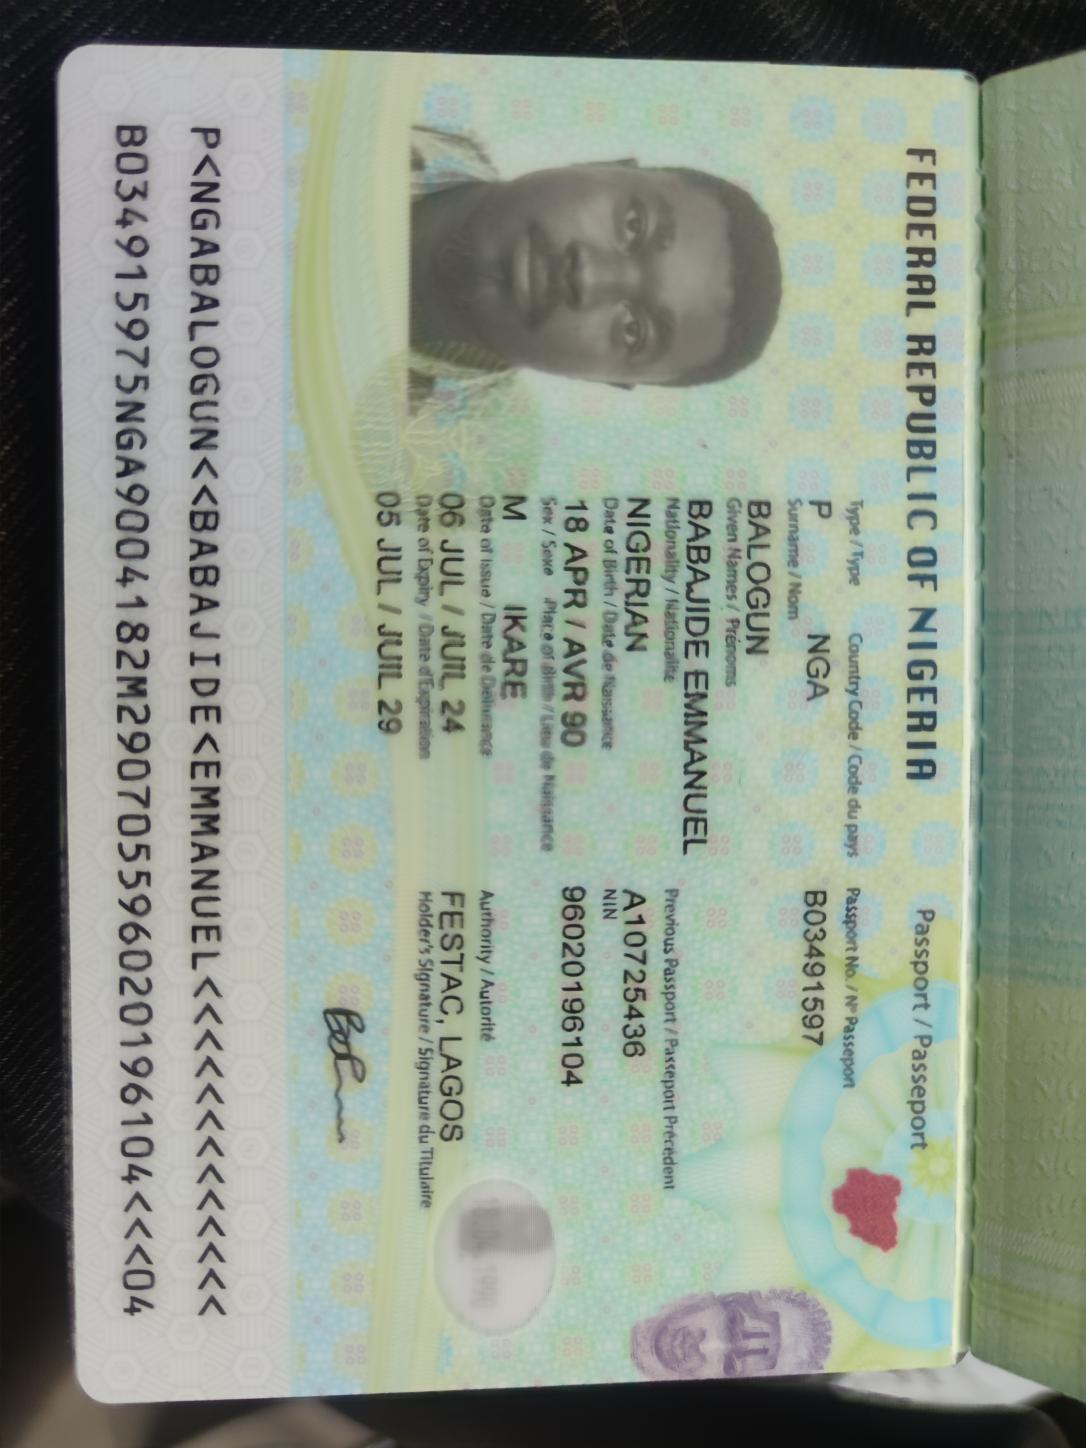 FEDERAL REPUBLIC OF NIGERIA
Passport / Passeport
Type / Type Country Code / Code du pays Passport No. / N° Passeport
P NGA B03491597
Surname / Nom
BALOGUN
Given Names / Prénoms
BABAJIDE EMMANUEL
Nationality / Nationalité Previous Passport / Passeport Précédent
NIGERIAN A10725436
Date of Birth / Date de Naissance NIN
18 APR / AVR 90 96020196104
Sex / Sexe Place of Birth / Lieu de Naissance
M IKARE
Date of Issue / Date de Délivrance Authority / Autorité
06 JUL / JUIL 24 FESTAC, LAGOS
Date of Expiry / Date d'Expiration Holder's Signature / Signature du Titulaire
05 JUL / JUIL 29
P<NGABALOGUN<<BABAJIDE<EMMANUEL<<<<<<<<<<<<<
B034915975NGA9004182M290705596020196104<<<04